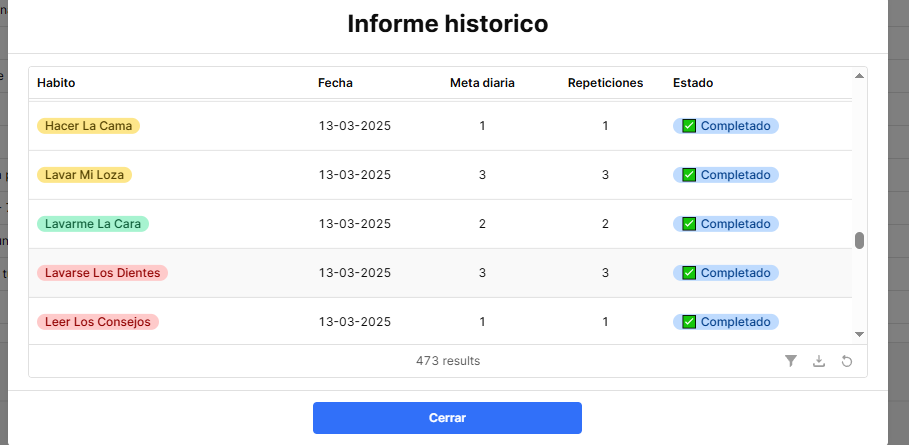 Informe historico
Habito Fecha Meta diaria Repeticiones Estado
Hacer La Cama 13-03-2025 1 1 ✅ Completado
Lavar Mi Loza 13-03-2025 3 3 ✅ Completado
Lavarme La Cara 13-03-2025 2 2 ✅ Completado
Lavarse Los Dientes 13-03-2025 3 3 ✅ Completado
Leer Los Consejos 13-03-2025 1 1 ✅ Completado
473 results
Cerrar